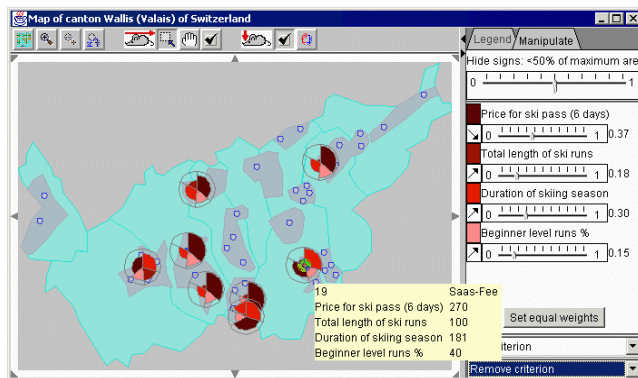 Map of canton Wallis (Valais) of Switzerland
Legend Manipulate
Hide signs: <50% of maximum area
0 1
Price for ski pass (6 days)
0 1 0.37
Total length of ski runs
0 1 0.18
Duration of skiing season
0 1 0.30
Beginner level runs %
0 1 0.15
19 Saas-Fee
Price for ski pass (6 days) 270
Total length of ski runs 100
Duration of skiing season 181
Beginner level runs % 40
Set equal weights
riterion
Remove criterion